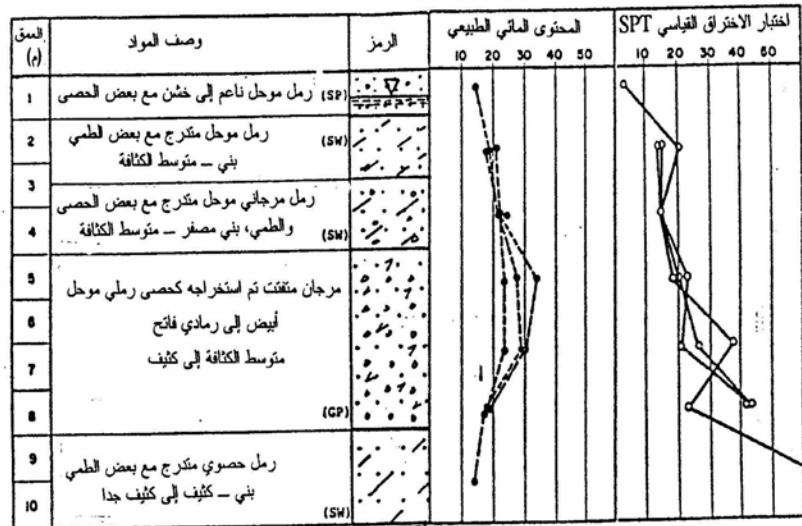 العمق (م)
وصف المواد
الرمز
المحتوى المائي الطبيعي
10 20 30 40
اختبار الاختراق القياسي SPT
10 20 30 40 60
1
رمل موحل ناعم إلى خشن مع بعض الحصى (SP)
2
رمل موحل متدرج مع بعض الطمي (SW)
بني – متوسط الكثافة
3
رمل مرجاني موحل متدرج مع بعض الحصى
4
والطمي، بني مصفر – متوسط الكثافة (SW)
5
مرجان متفتت تم استخراجه كحصى رملي موحل
6
أبيض إلى رمادي فاتح
7
متوسط الكثافة إلى كثيف
8
(GP)
9
رمل حصوي متدرج مع بعض الطمي
بني – كثيف إلى كثيف جدا
10
(SW)